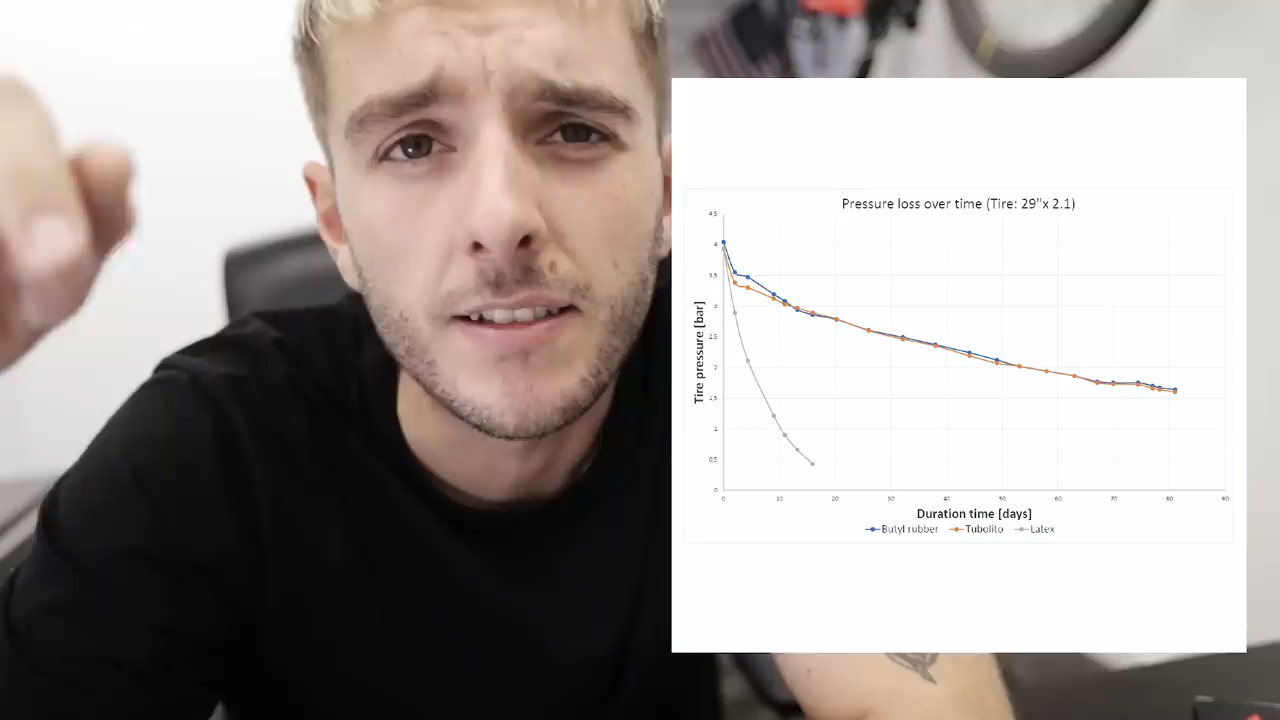 Pressure loss over time (Tire: 29"x 2.1)
Tire pressure [bar]
4,5
4
3,5
3
2,5
2
1,5
1
0,5
0
0 10 20 30 40 50 60 70 80 90
Duration time [days]
Butyl rubber Tubolito Latex